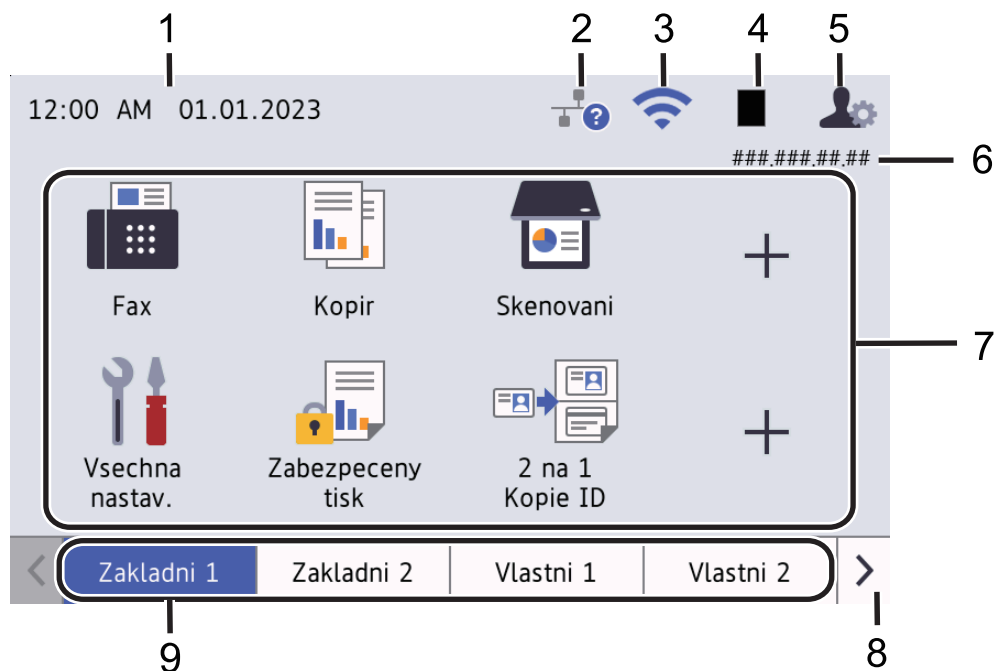 1 2 3 4 5
12:00 AM 01.01.2023
?
###.###.##.## 6
Fax Kopir Skenovani
7
Vsechna nastav. Zabezpeceny tisk 2 na 1 Kopie ID
Zakladni 1 Zakladni 2 Vlastni 1 Vlastni 2
9 8